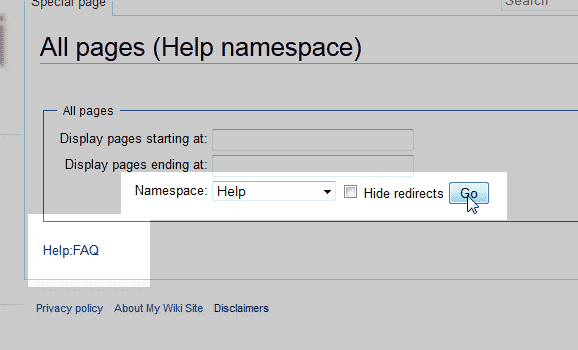 Special page
Search
All pages (Help namespace)
All pages
Display pages starting at:
Display pages ending at:
Namespace: Help Hide redirects Go
Help:FAQ
Privacy policy About My Wiki Site Disclaimers